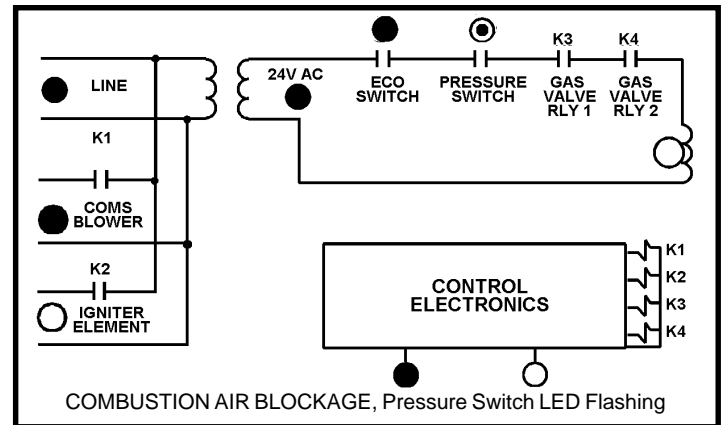 LINE
K1
COMS
BLOWER
K2
IGNITER
ELEMENT
24V AC
ECO
SWITCH
PRESSURE
SWITCH
K3
GAS
VALVE
RLY 1
K4
GAS
VALVE
RLY 2
CONTROL
ELECTRONICS
K1
K2
K3
K4
COMBUSTION AIR BLOCKAGE, Pressure Switch LED Flashing